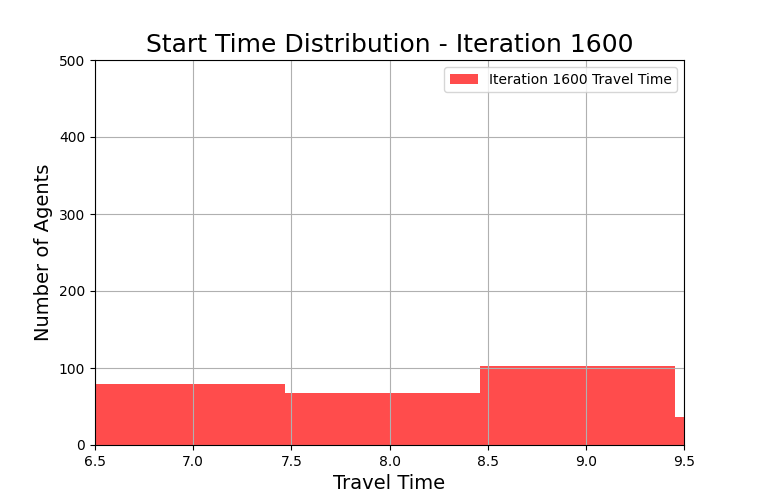 Start Time Distribution - Iteration 1600
Iteration 1600 Travel Time
Number of Agents
500
400
300
200
100
0
6.5 7.0 7.5 8.0 8.5 9.0 9.5
Travel Time